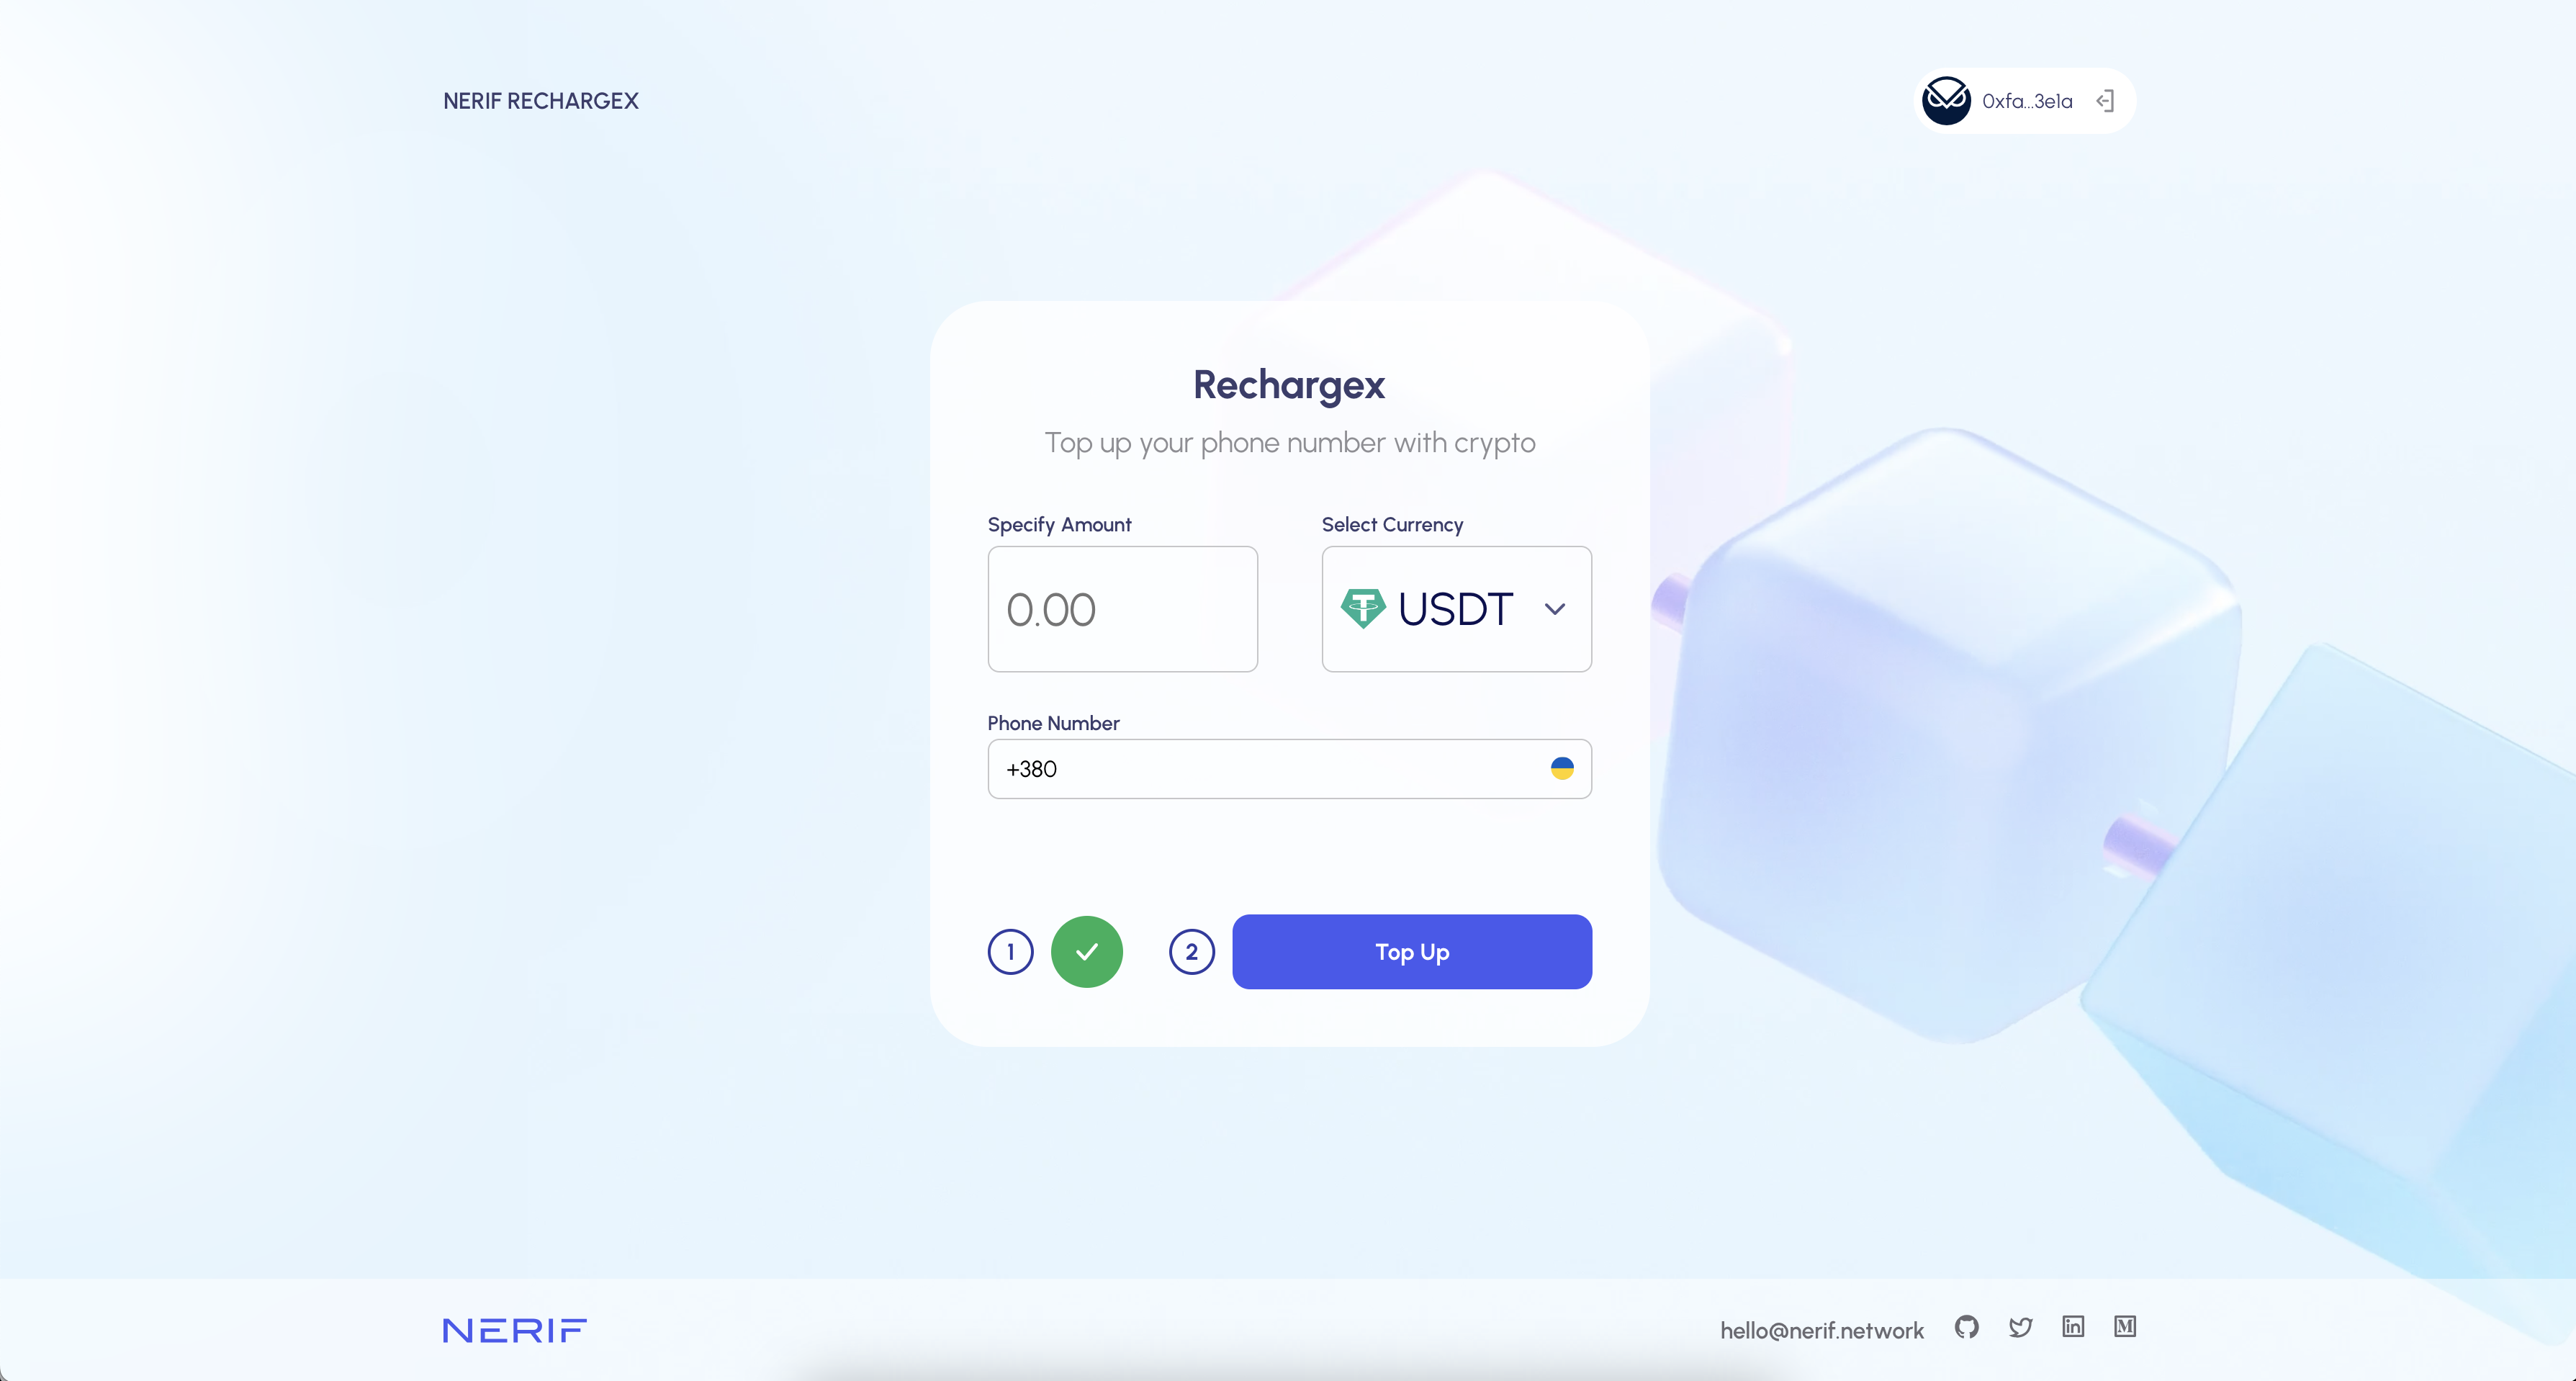 NERIF RECHARGEX
0xfa...3e1a
Rechargex
Top up your phone number with crypto
Specify Amount
Select Currency
0.00
USDT
Phone Number
+380
1
2
Top Up
NERIF
hello@nerif.network